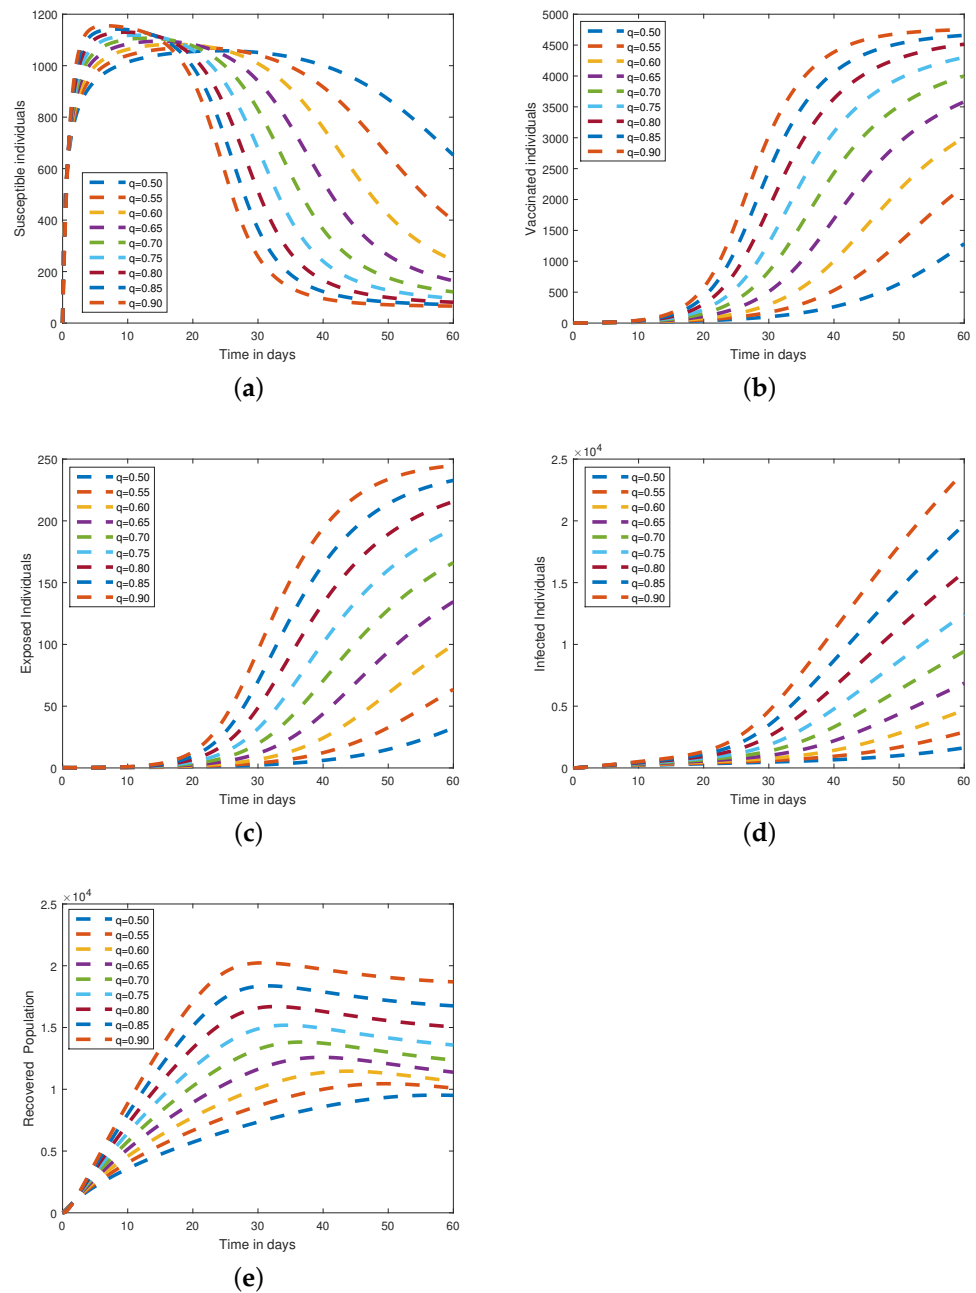 1200
1000
800
600
400
200
0
Susceptible individuals
q=0.50
q=0.55
q=0.60
q=0.65
q=0.70
q=0.75
q=0.80
q=0.85
q=0.90
0 10 20 30 40 50 60
Time in days
(a)
5000
4500
4000
3500
3000
2500
2000
1500
1000
500
0
Vaccinated individuals
q=0.50
q=0.55
q=0.60
q=0.65
q=0.70
q=0.75
q=0.80
q=0.85
q=0.90
0 10 20 30 40 50 60
Time in days
(b)
250
200
150
100
50
0
Exposed Individuals
q=0.50
q=0.55
q=0.60
q=0.65
q=0.70
q=0.75
q=0.80
q=0.85
q=0.90
0 10 20 30 40 50 60
Time in days
(c)
×10⁴
2.5
2
1.5
1
0.5
0
Infected Individuals
q=0.50
q=0.55
q=0.60
q=0.65
q=0.70
q=0.75
q=0.80
q=0.85
q=0.90
0 10 20 30 40 50 60
Time in days
(d)
×10⁴
2.5
2
1.5
1
0.5
0
Recovered Population
q=0.50
q=0.55
q=0.60
q=0.65
q=0.70
q=0.75
q=0.80
q=0.85
q=0.90
0 10 20 30 40 50 60
Time in days
(e)